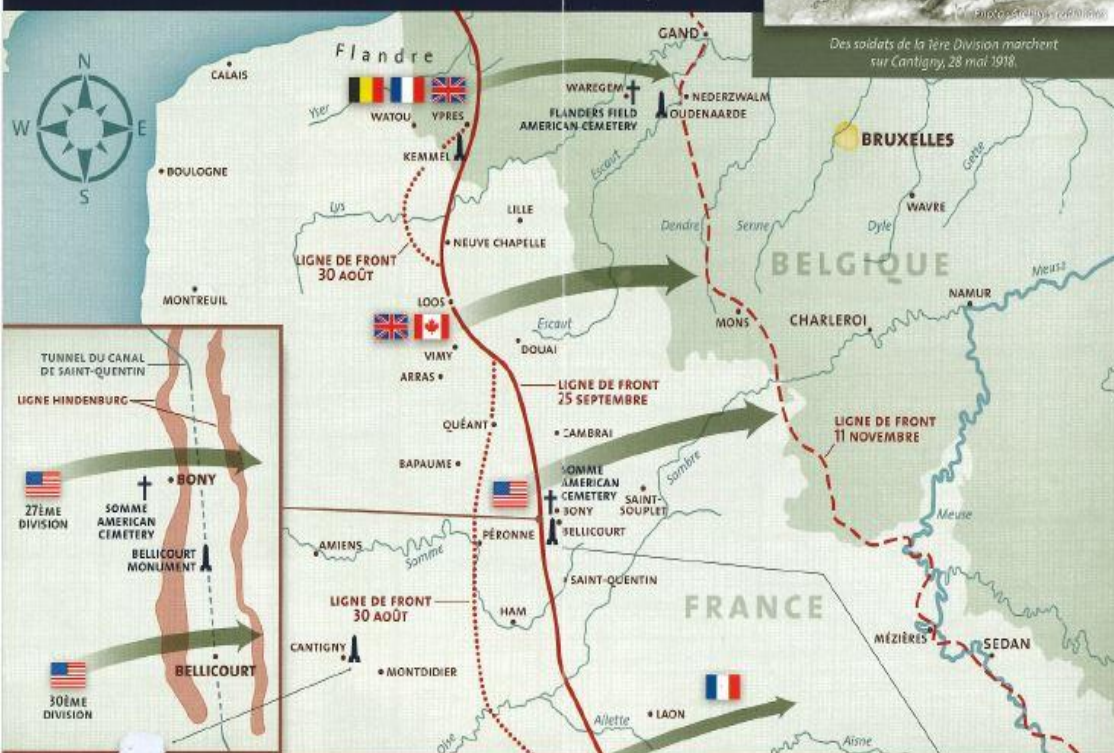 Des soldats de la 1ère Division marchent
sur Cantigny, 28 mai 1918.
N
W
E
S
Flandre
CALAIS
BOULOGNE
MONTREUIL
Yser
WATOU
YPRES
KEMMEL
GAND
WAREGEM
FLANDERS FIELD
AMERICAN CEMETERY
NEDERZWALM
OUDENAARDE
BRUXELLES
Escaut
Lys
LILLE
NEUVE CHAPELLE
LIGNE DE FRONT
30 AOÛT
Dendre
Senne
Dyle
Gette
WAVRE
BELGIQUE
Meuse
NAMUR
LOOS
VIMY
ARRAS
Escaut
DOUAI
MONS
CHARLEROI
LIGNE DE FRONT
25 SEPTEMBRE
QUÉANT
CAMBRAI
BAPAUME
LIGNE DE FRONT
11 NOVEMBRE
SOMME
AMERICAN
CEMETERY
BONY
BELLICOURT
SAINT-
SOUPLET
Sambre
Meuse
AMIENS
Somme
PÉRONNE
SAINT-QUENTIN
LIGNE DE FRONT
30 AOÛT
HAM
FRANCE
CANTIGNY
MONTDIDIER
MÉZIÈRES
SEDAN
Oise
Ailette
LAON
Aisne
TUNNEL DU CANAL
DE SAINT-QUENTIN
LIGNE HINDENBURG
27ÈME
DIVISION
BONY
SOMME
AMERICAN
CEMETERY
BELLICOURT
MONUMENT
30ÈME
DIVISION
BELLICOURT